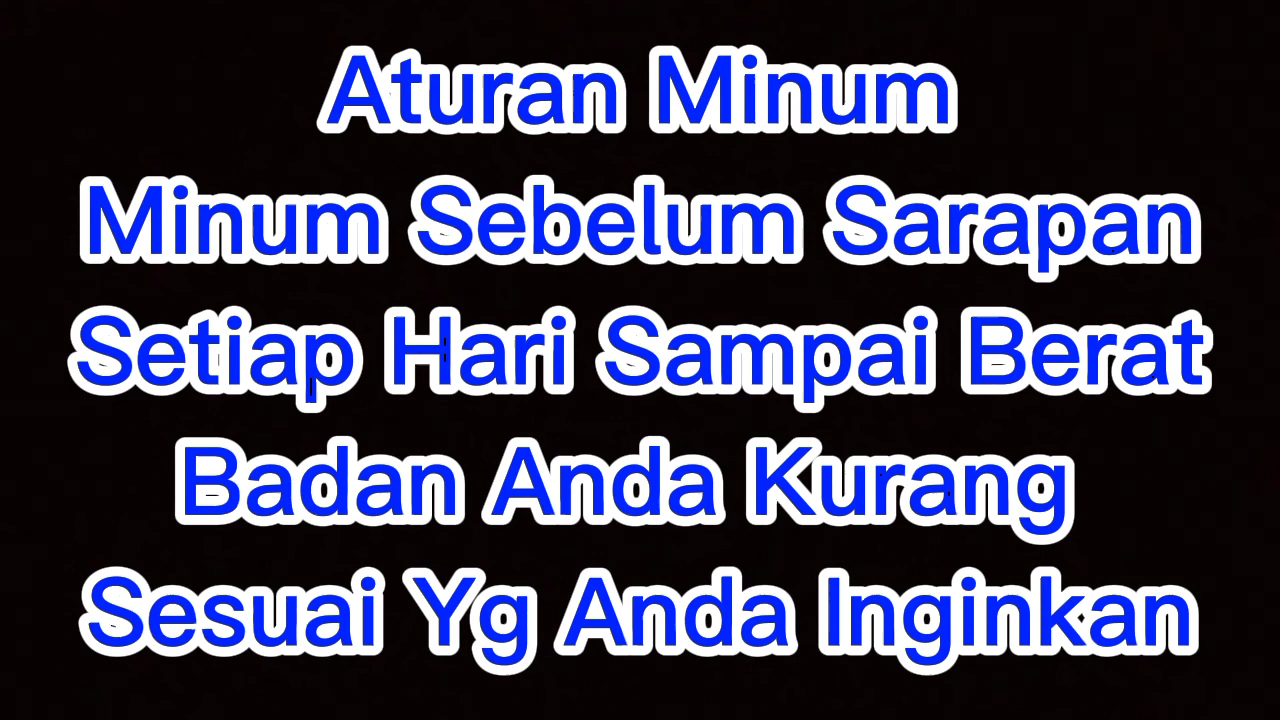 Aturan Minum
Minum Sebelum Sarapan
Setiap Hari Sampai Berat
Badan Anda Kurang
Sesuai Yg Anda Inginkan